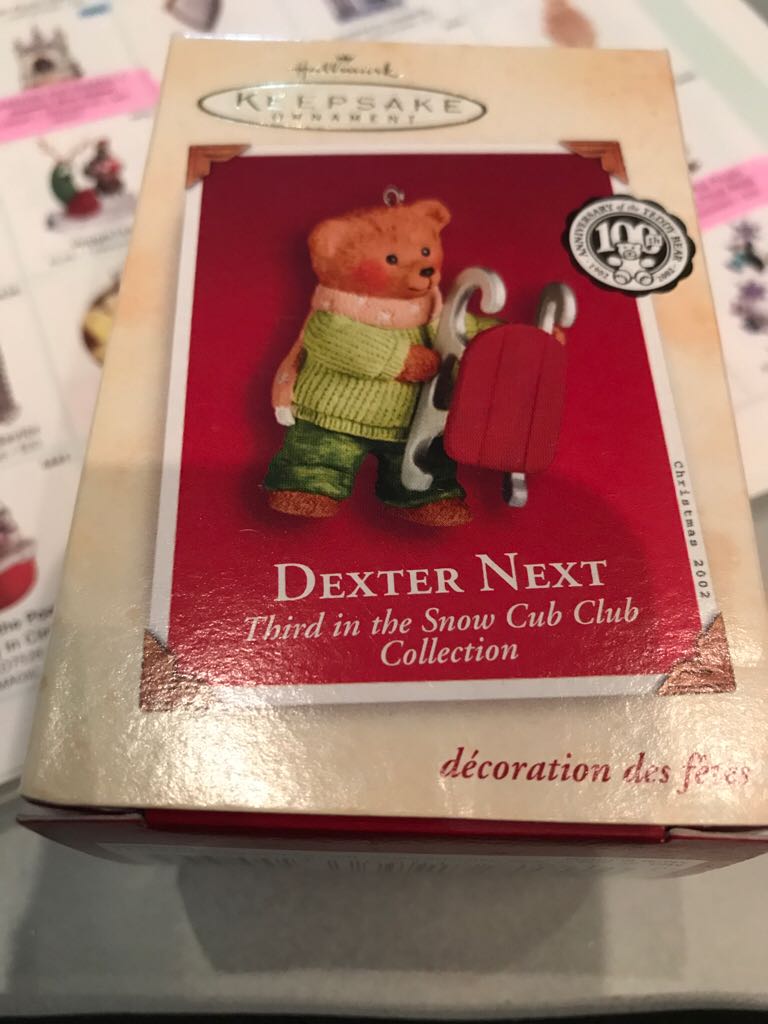 Hallmark
KEEPSAKE
ORNAMENT
ANNIVERSARY of the TEDDY BEAR
100th
1902 2002
Christmas 2002
DEXTER NEXT
Third in the Snow Cub Club
Collection
décoration des fêtes